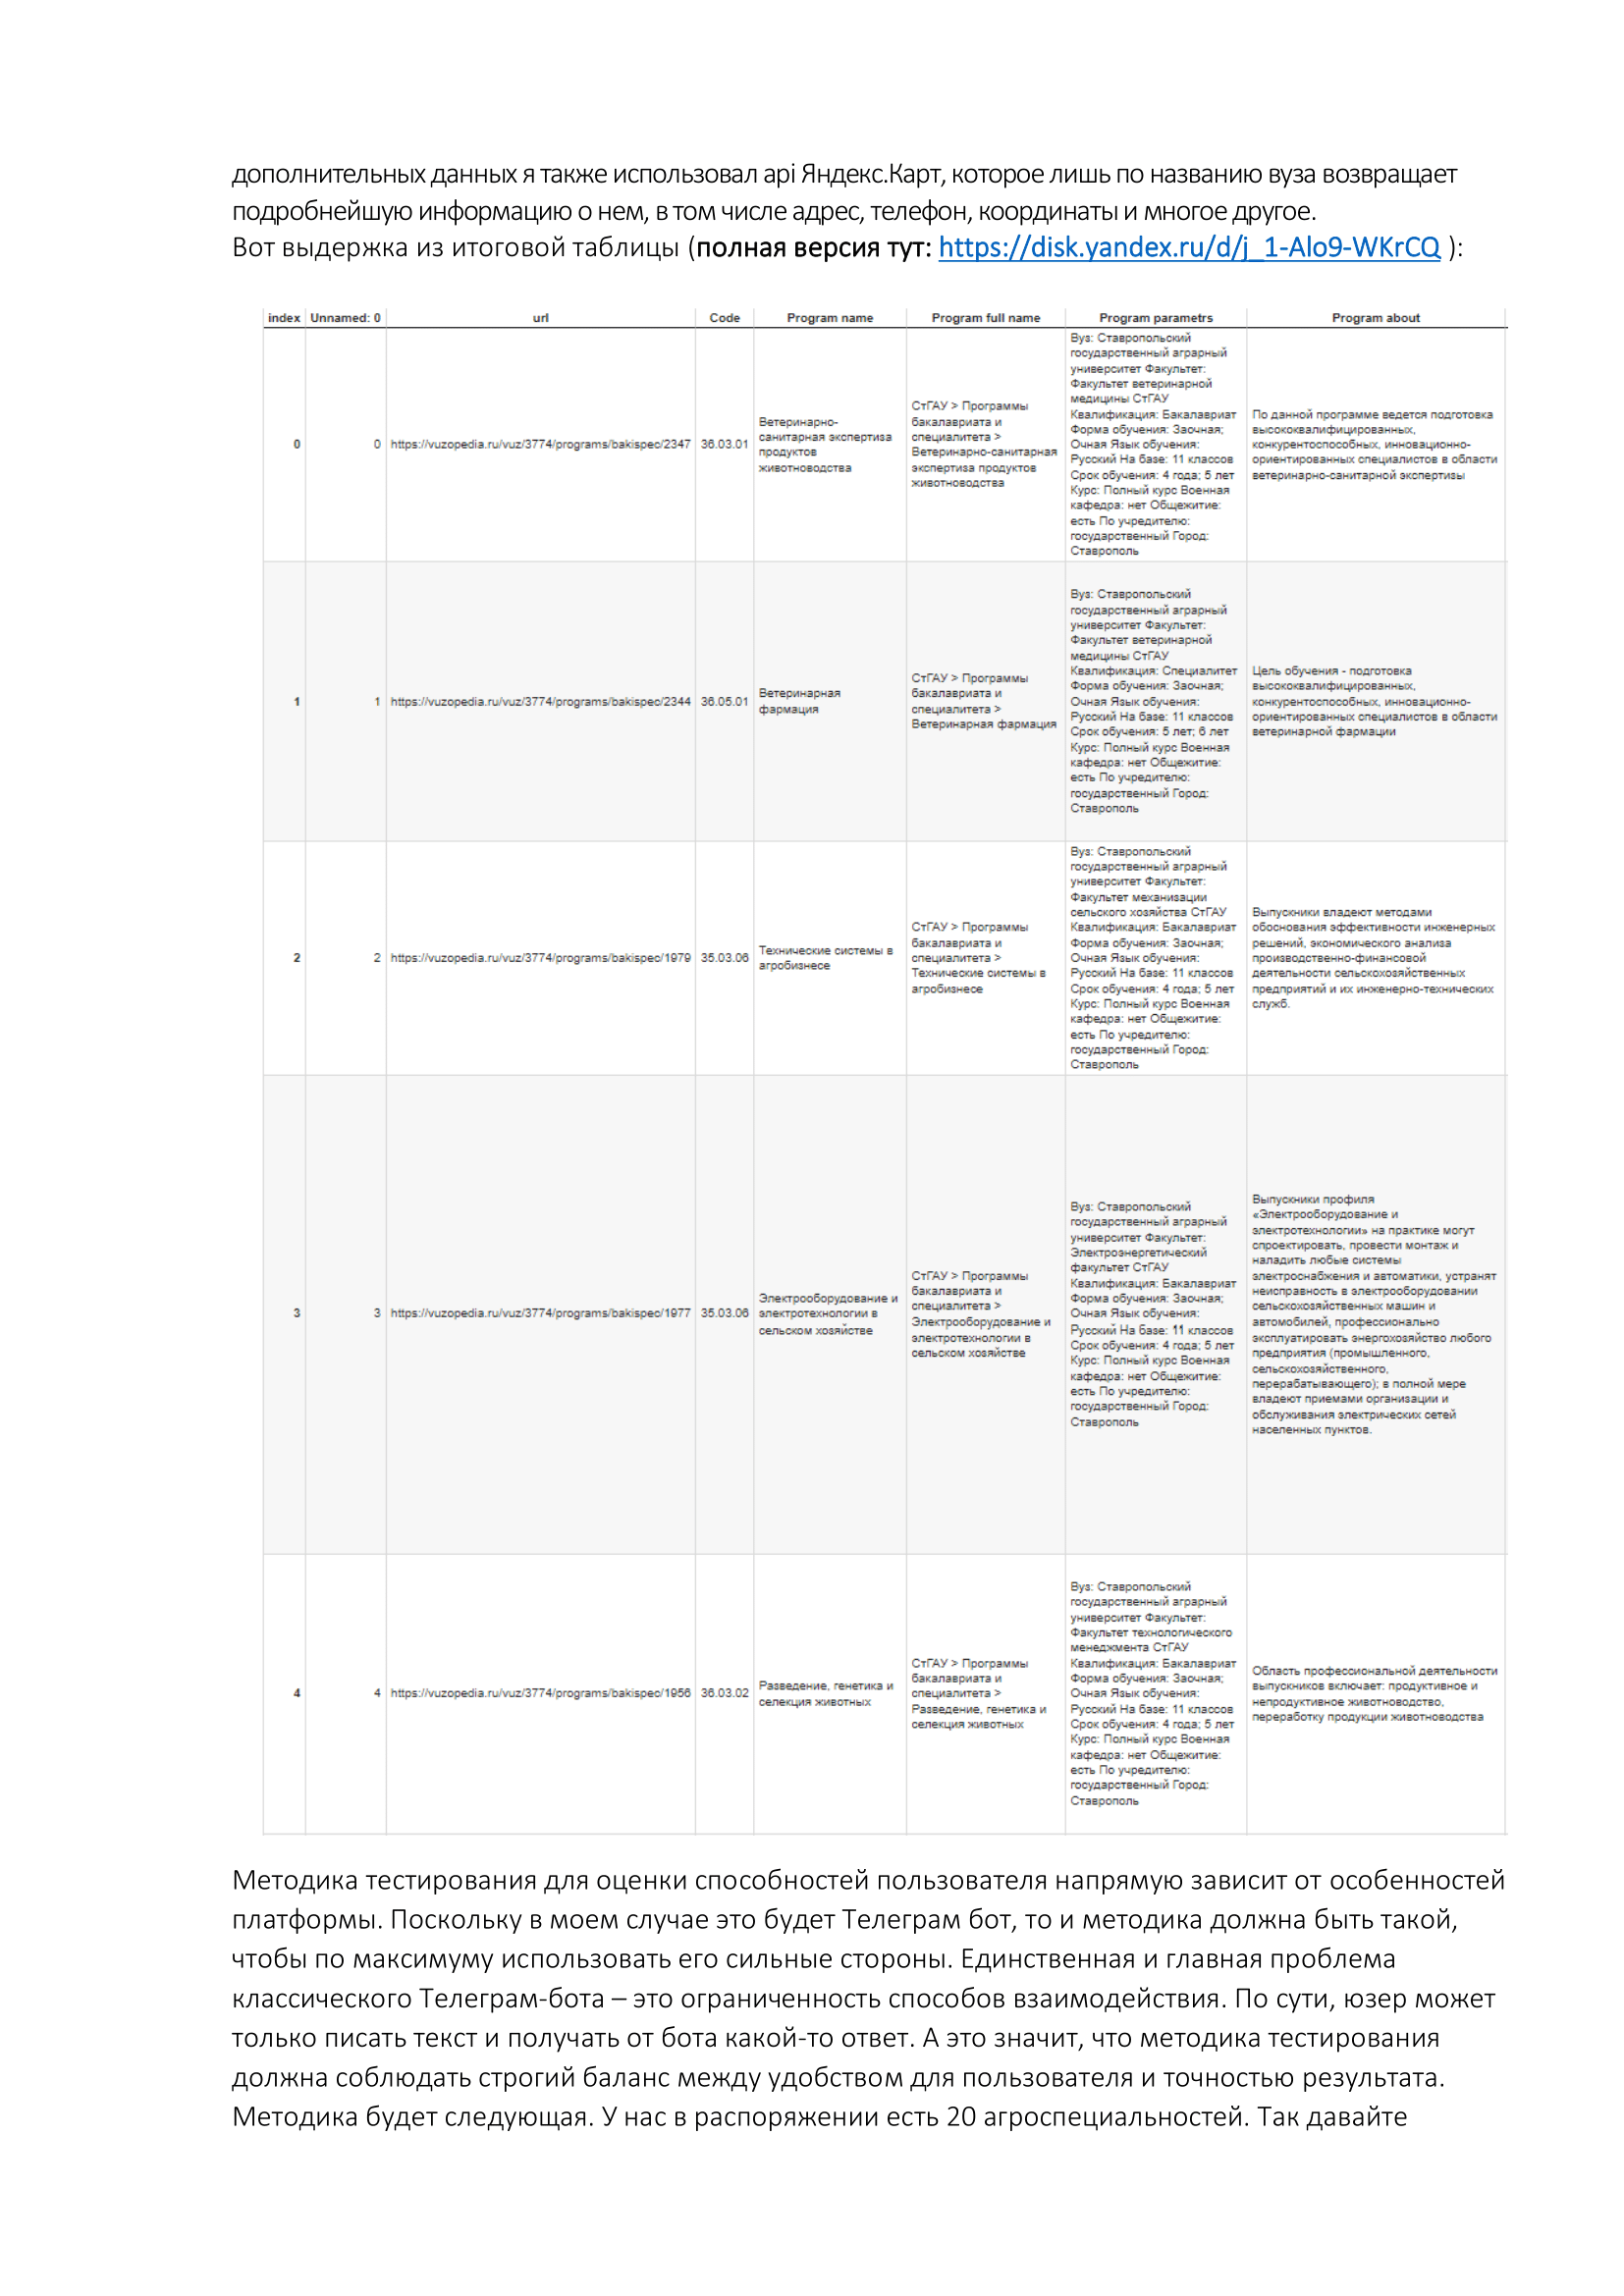 дополнительных данных я также использовал api Яндекс.Карт, которое лишь по названию вуза возвращает
подробнейшую информацию о нем, в том числе адрес, телефон, координаты и многое другое.
Вот выдержка из итоговой таблицы (полная версия тут: https://disk.yandex.ru/d/j_1-Alo9-WKrCQ ):
index Unnamed: 0 url Code Program name Program full name Program parametrs Program about
0
0
https://vuzopedia.ru/vuz/3774/programs/bakispec/2347
36.03.01
Ветеринарно-
санитарная экспертиза
продуктов
животноводства
СтГАУ > Программы
бакалавриата и
специалитета >
Ветеринарно-санитарная
экспертиза продуктов
животноводства
Вуз: Ставропольский
государственный аграрный
университет Факультет:
Факультет ветеринарной
медицины СтГАУ
Квалификация: Бакалавриат
Форма обучения: Заочная;
Очная Язык обучения:
Русский На базе: 11 классов
Срок обучения: 4 года; 5 лет
Курс: Полный курс Военная
кафедра: нет Общежитие:
есть По учредителю:
государственный Город:
Ставрополь
По данной программе ведется подготовка
высококвалифицированных,
конкурентоспособных, инновационно-
ориентированных специалистов в области
ветеринарно-санитарной экспертизы
1
1
https://vuzopedia.ru/vuz/3774/programs/bakispec/2344
36.05.01
Ветеринарная
фармация
СтГАУ > Программы
бакалавриата и
специалитета >
Ветеринарная фармация
Вуз: Ставропольский
государственный аграрный
университет Факультет:
Факультет ветеринарной
медицины СтГАУ
Квалификация: Специалитет
Форма обучения: Заочная;
Очная Язык обучения:
Русский На базе: 11 классов
Срок обучения: 5 лет; 6 лет
Курс: Полный курс Военная
кафедра: нет Общежитие:
есть По учредителю:
государственный Город:
Ставрополь
Цель обучения - подготовка
высококвалифицированных,
конкурентоспособных, инновационно-
ориентированных специалистов в области
ветеринарной фармации
2
2
https://vuzopedia.ru/vuz/3774/programs/bakispec/1979
35.03.06
Технические системы в
агробизнесе
СтГАУ > Программы
бакалавриата и
специалитета >
Технические системы в
агробизнесе
Вуз: Ставропольский
государственный аграрный
университет Факультет:
Факультет механизации
сельского хозяйства СтГАУ
Квалификация: Бакалавриат
Форма обучения: Заочная;
Очная Язык обучения:
Русский На базе: 11 классов
Срок обучения: 4 года; 5 лет
Курс: Полный курс Военная
кафедра: нет Общежитие:
есть По учредителю:
государственный Город:
Ставрополь
Выпускники владеют методами
обоснования эффективности инженерных
решений, экономического анализа
производственно-финансовой
деятельности сельскохозяйственных
предприятий и их инженерно-технических
служб.
3
3
https://vuzopedia.ru/vuz/3774/programs/bakispec/1977
35.03.06
Электрооборудование и
электротехнологии в
сельском хозяйстве
СтГАУ > Программы
бакалавриата и
специалитета >
Электрооборудование и
электротехнологии в
сельском хозяйстве
Вуз: Ставропольский
государственный аграрный
университет Факультет:
Электроэнергетический
факультет СтГАУ
Квалификация: Бакалавриат
Форма обучения: Заочная;
Очная Язык обучения:
Русский На базе: 11 классов
Срок обучения: 4 года; 5 лет
Курс: Полный курс Военная
кафедра: нет Общежитие:
есть По учредителю:
государственный Город:
Ставрополь
Выпускники профиля
«Электрооборудование и
электротехнологии» на практике могут
спроектировать, провести монтаж и
наладить любые системы
электроснабжения и автоматики, устранят
неисправность в электрооборудовании
сельскохозяйственных машин и
автомобилей, профессионально
эксплуатировать энергохозяйство любого
предприятия (промышленного,
сельскохозяйственного,
перерабатывающего); в полной мере
владеют приемами организации и
обслуживания электрических сетей
населенных пунктов.
4
4
https://vuzopedia.ru/vuz/3774/programs/bakispec/1956
36.03.02
Разведение, генетика и
селекция животных
СтГАУ > Программы
бакалавриата и
специалитета >
Разведение, генетика и
селекция животных
Вуз: Ставропольский
государственный аграрный
университет Факультет:
Факультет технологического
менеджмента СтГАУ
Квалификация: Бакалавриат
Форма обучения: Заочная;
Очная Язык обучения:
Русский На базе: 11 классов
Срок обучения: 4 года; 5 лет
Курс: Полный курс Военная
кафедра: нет Общежитие:
есть По учредителю:
государственный Город:
Ставрополь
Область профессиональной деятельности
выпускников включает: продуктивное и
непродуктивное животноводство,
переработку продукции животноводства
Методика тестирования для оценки способностей пользователя напрямую зависит от особенностей
платформы. Поскольку в моем случае это будет Телеграм бот, то и методика должна быть такой,
чтобы по максимуму использовать его сильные стороны. Единственная и главная проблема
классического Телеграм-бота – это ограниченность способов взаимодействия. По сути, юзер может
только писать текст и получать от бота какой-то ответ. А это значит, что методика тестирования
должна соблюдать строгий баланс между удобством для пользователя и точностью результата.
Методика будет следующая. У нас в распоряжении есть 20 агроспециальностей. Так давайте